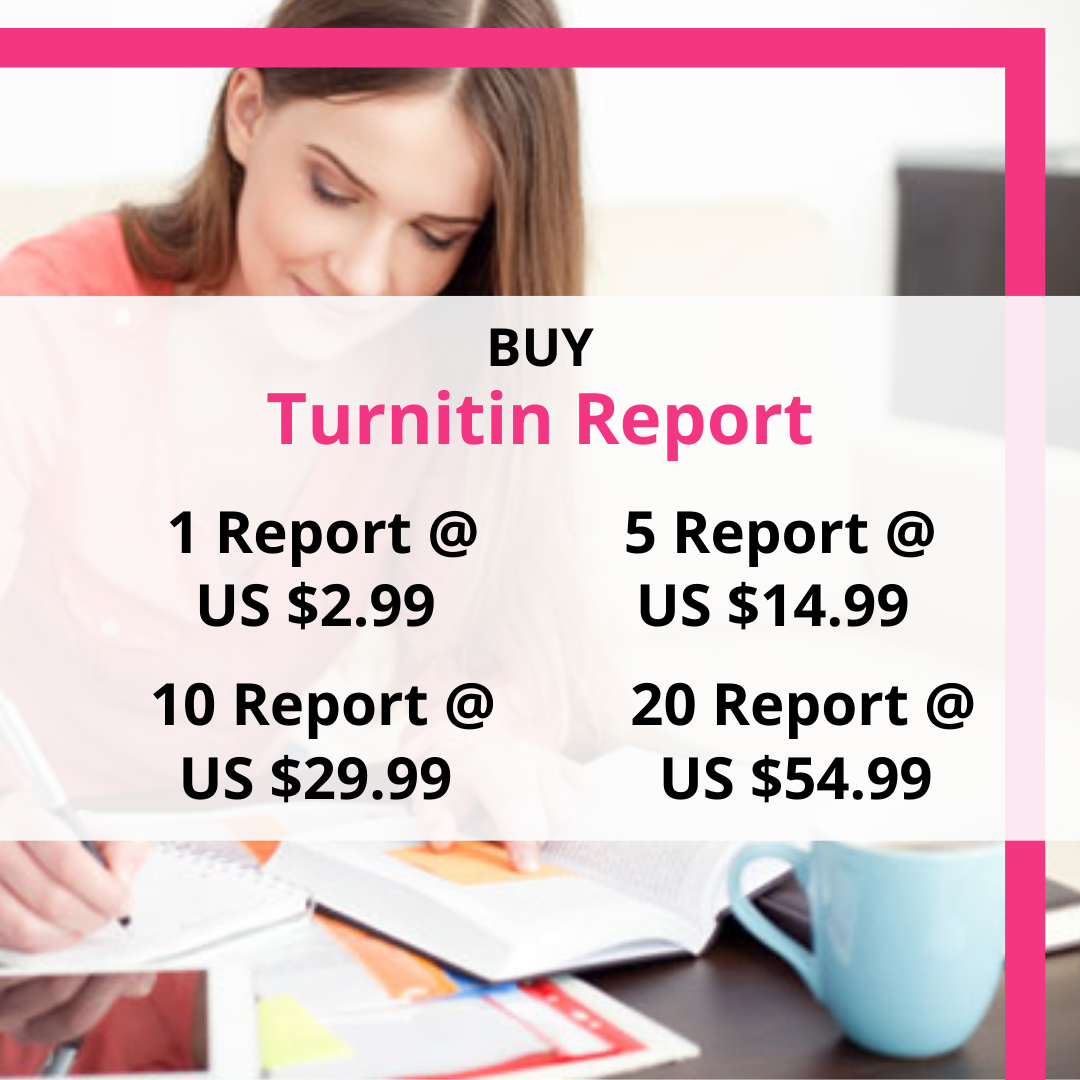 BUY
Turnitin Report
1 Report @
US $2.99
5 Report @
US $14.99
10 Report @
US $29.99
20 Report @
US $54.99